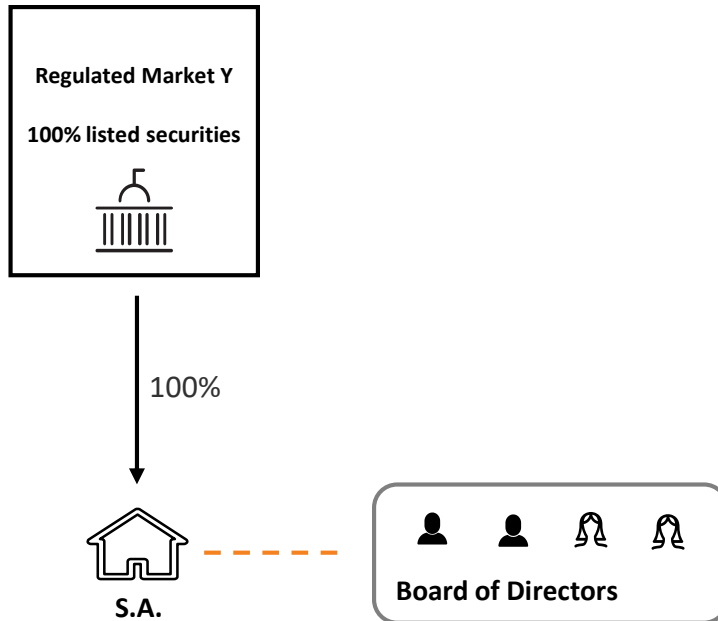 Regulated Market Y
100% listed securities
100%
S.A.
Board of Directors